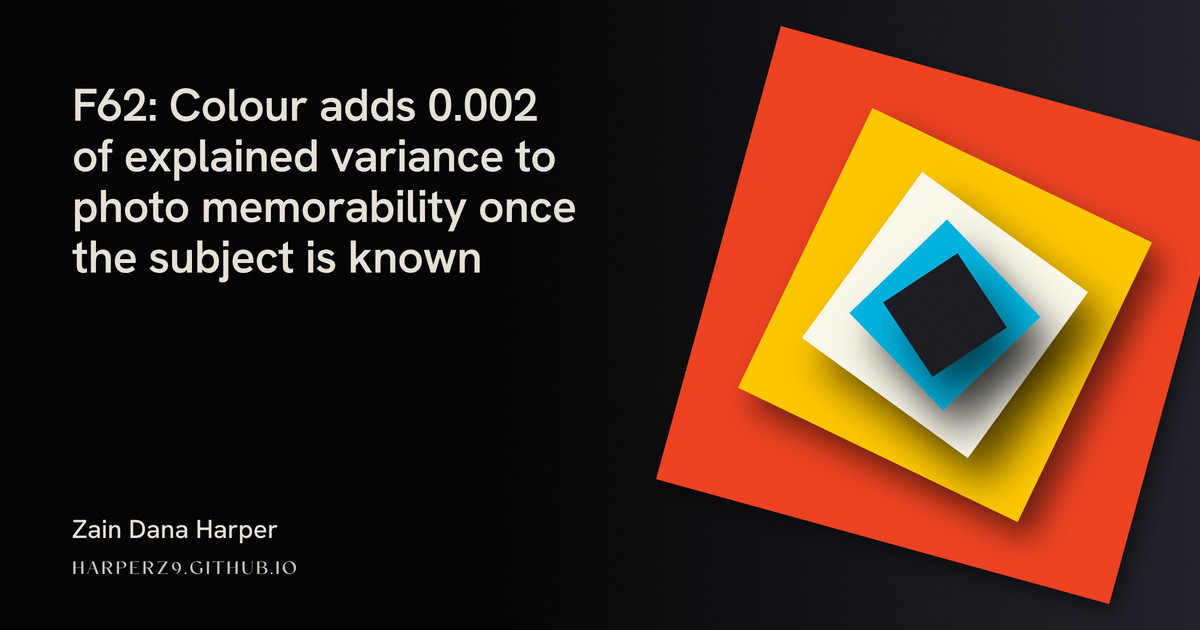 F62: Colour adds 0.002
of explained variance to
photo memorability once
the subject is known
Zain Dana Harper
HARPERZ9.GITHUB.IO